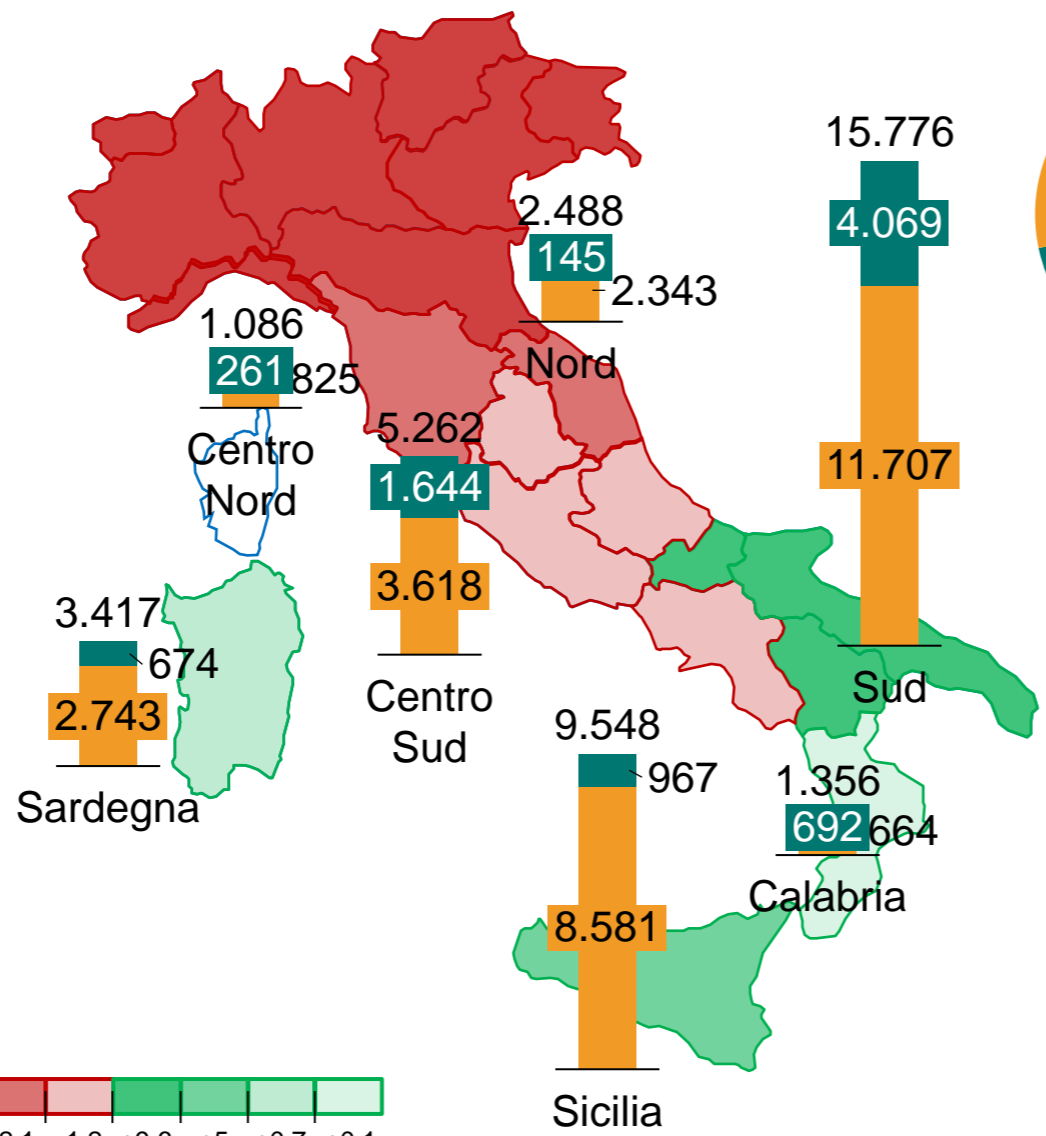 15.776
4.069
11.707
Sud
2.488
145
2.343
Nord
1.086
261
825
Centro
Nord
5.262
1.644
3.618
Centro
Sud
3.417
674
2.743
Sardegna
9.548
967
8.581
Sicilia
1.356
692
664
Calabria